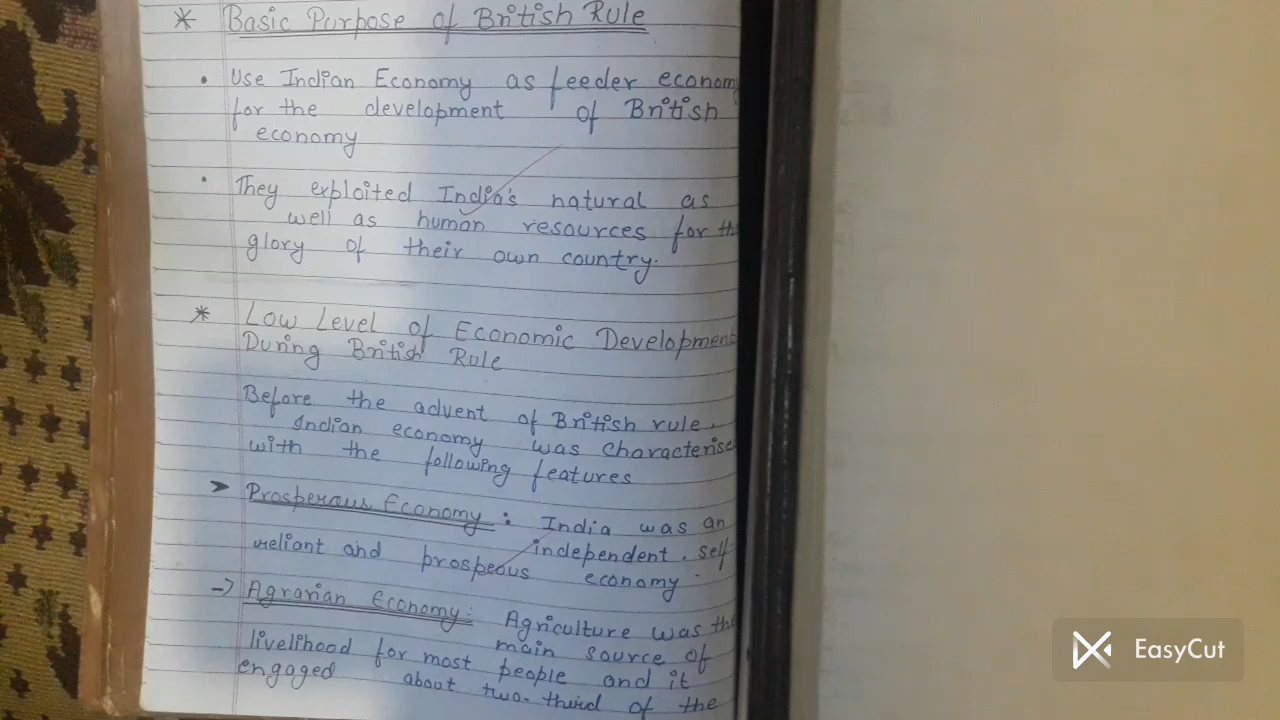 * Basic Purpose of British Rule
• Use Indian Economy as feeder econom
for the development of British
economy
• They exploited India's natural as
well as human resources for th
glory of their own country.
* Low Level of Economic Development
During British Rule
Before the advent of British rule,
Indian economy was characterise
with the following features
➤ Prosperous Economy : India was an
independent, self-
reliant and prospeous economy.
→ Agrarian Economy : Agriculture was the
main source of
livelihood for most people and it
engaged about two-third of the
EasyCut